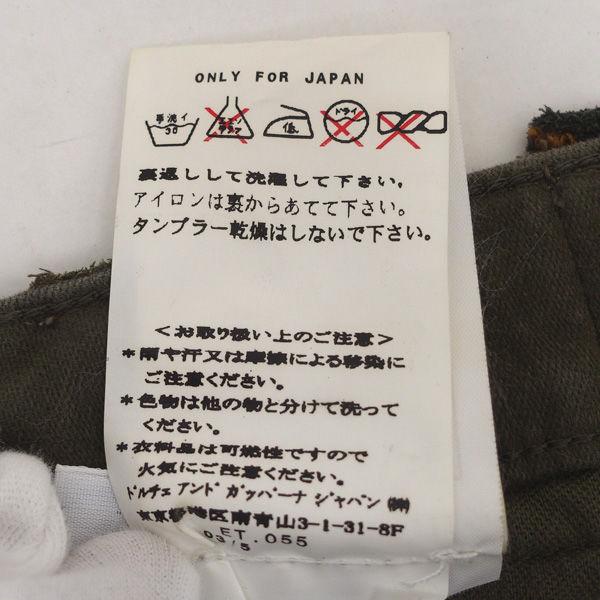 ONLY FOR JAPAN
手洗イ 30 エンソ サラシ 低 ドライ
裏返しして洗濯して下さい。
アイロンは裏からあてて下さい。
タンブラー乾燥はしないで下さい。
<お取り扱い上のご注意>
*雨や汗又は摩擦による移染に
ご注意ください。
*色物は他の物と分けて洗って
ください。
*衣料品は可燃性ですので
火気にご注意ください。
ドルチェ アンド ガッバーナ ジャパン ㈱
東京都港区南青山3-1-31-8F
ET.055
03/5